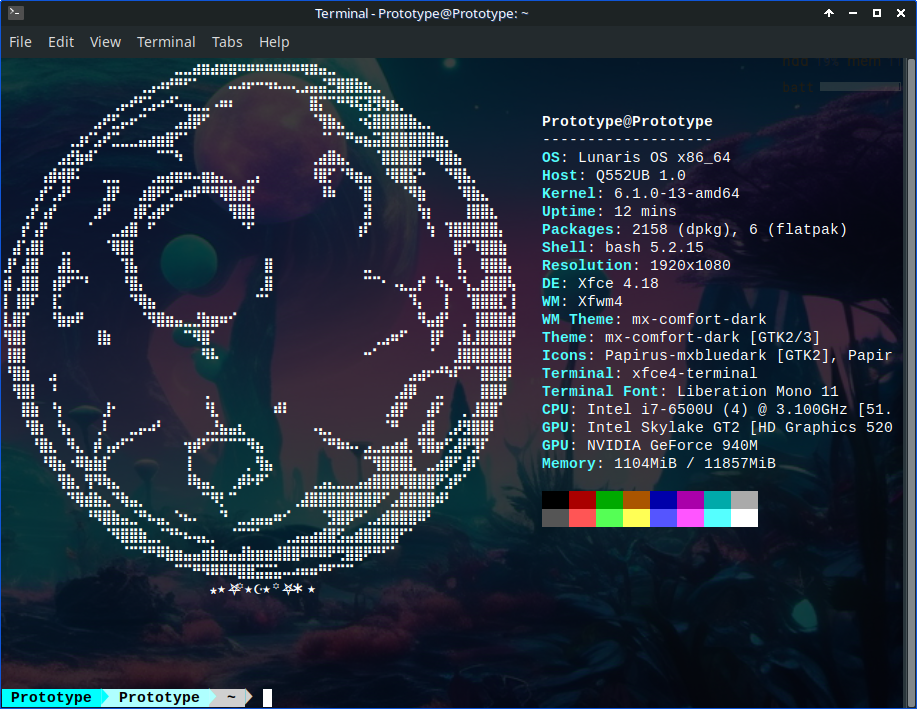 Terminal - Prototype@Prototype: ~
File Edit View Terminal Tabs Help
Prototype@Prototype
-------------------
OS: Lunaris OS x86_64
Host: Q552UB 1.0
Kernel: 6.1.0-13-amd64
Uptime: 12 mins
Packages: 2158 (dpkg), 6 (flatpak)
Shell: bash 5.2.15
Resolution: 1920x1080
DE: Xfce 4.18
WM: Xfwm4
WM Theme: mx-comfort-dark
Theme: mx-comfort-dark [GTK2/3]
Icons: Papirus-mxbluedark [GTK2], Papir
Terminal: xfce4-terminal
Terminal Font: Liberation Mono 11
CPU: Intel i7-6500U (4) @ 3.100GHz [51.
GPU: Intel Skylake GT2 [HD Graphics 520
GPU: NVIDIA GeForce 940M
Memory: 1104MiB / 11857MiB
Prototype Prototype ~